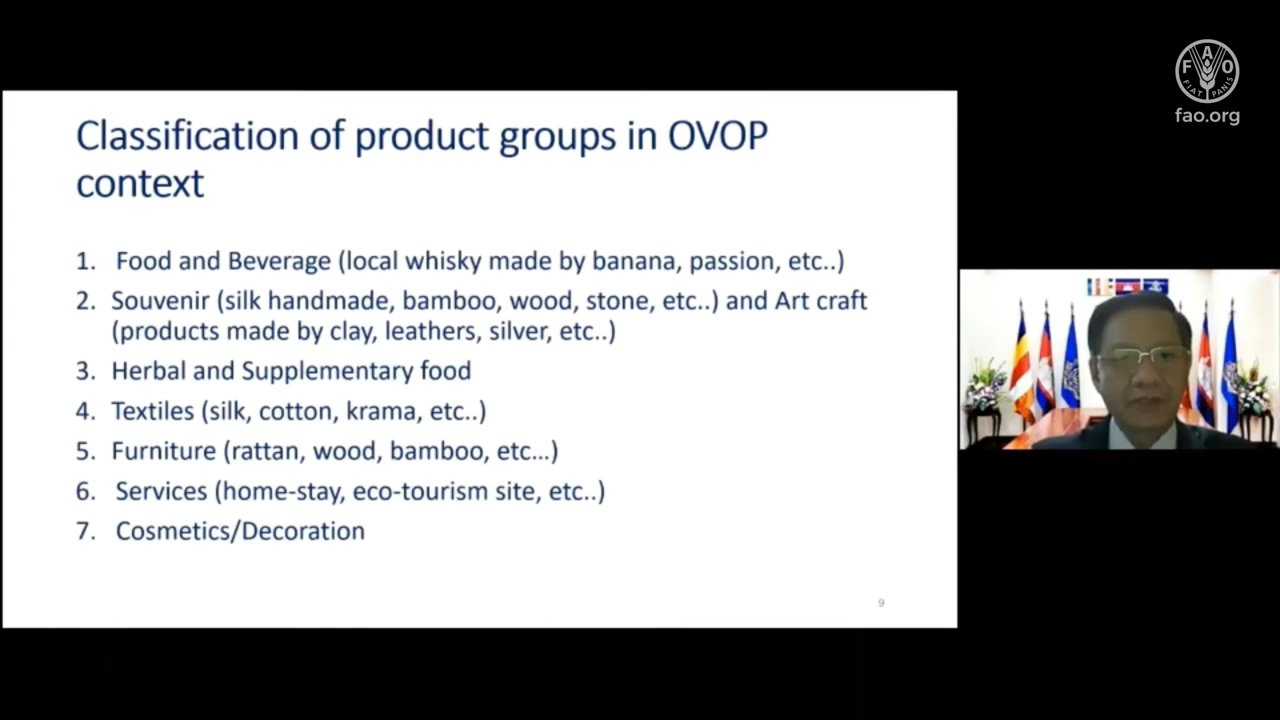 Classification of product groups in OVOP
context
1. Food and Beverage (local whisky made by banana, passion, etc..)
2. Souvenir (silk handmade, bamboo, wood, stone, etc..) and Art craft
(products made by clay, leathers, silver, etc..)
3. Herbal and Supplementary food
4. Textiles (silk, cotton, krama, etc..)
5. Furniture (rattan, wood, bamboo, etc...)
6. Services (home-stay, eco-tourism site, etc..)
7. Cosmetics/Decoration
9
F A O
FIAT PANIS
fao.org